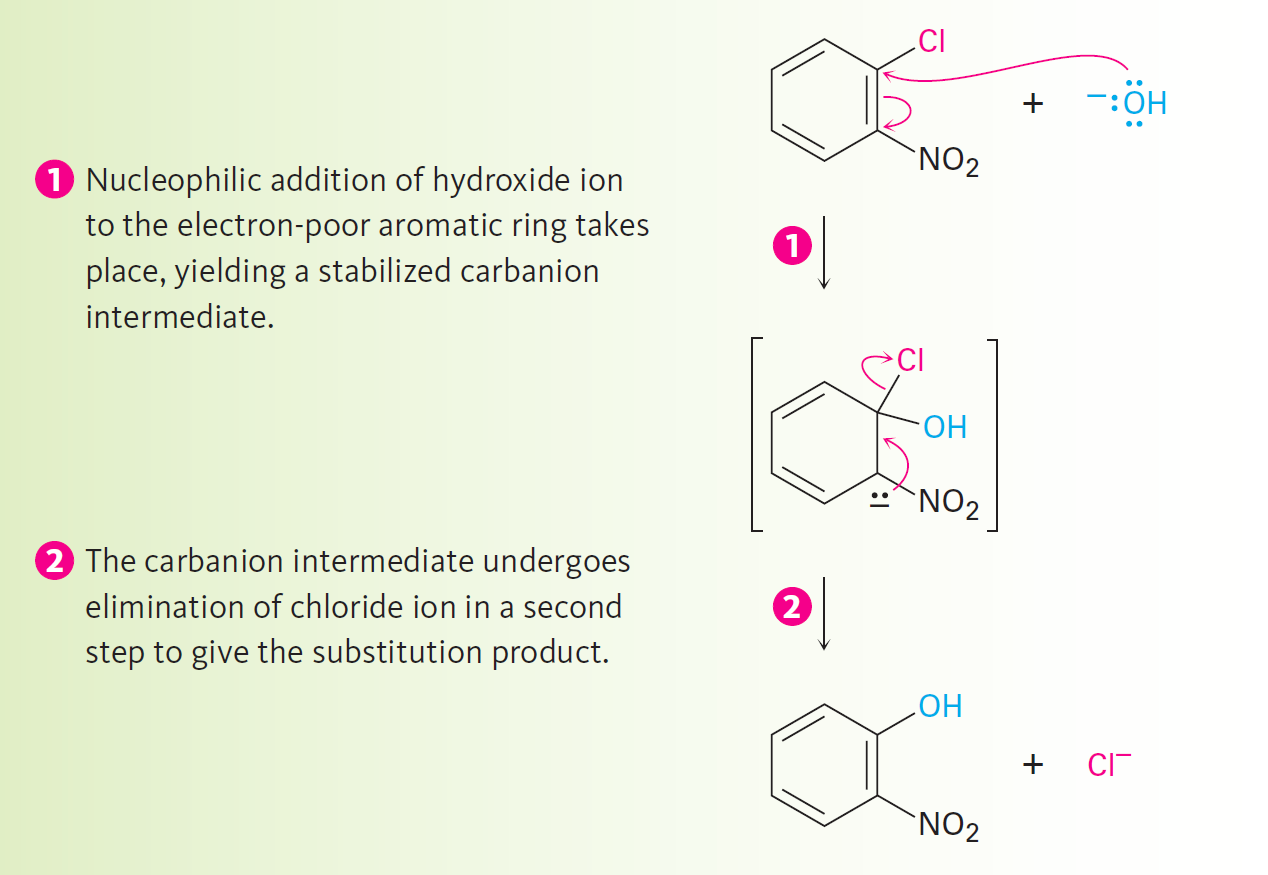 Cl
− :ÖH
+
NO₂
1 Nucleophilic addition of hydroxide ion
to the electron-poor aromatic ring takes
place, yielding a stabilized carbanion
intermediate.
1
Cl
OH
NO₂
2 The carbanion intermediate undergoes
elimination of chloride ion in a second
step to give the substitution product.
2
OH
+ Cl⁻
NO₂